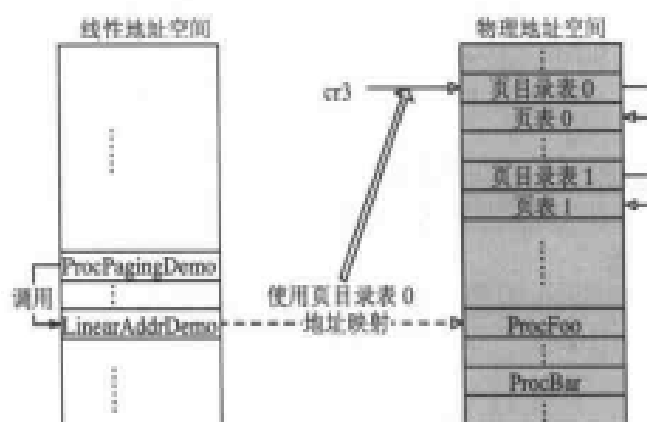 线性地址空间
物理地址空间
cr3
页目录表 0
页表 0
页目录表 1
页表 1
ProcPagingDemo
调用
使用页目录表 0
LinearAddrDemo
地址映射
ProcFoo
ProcBar